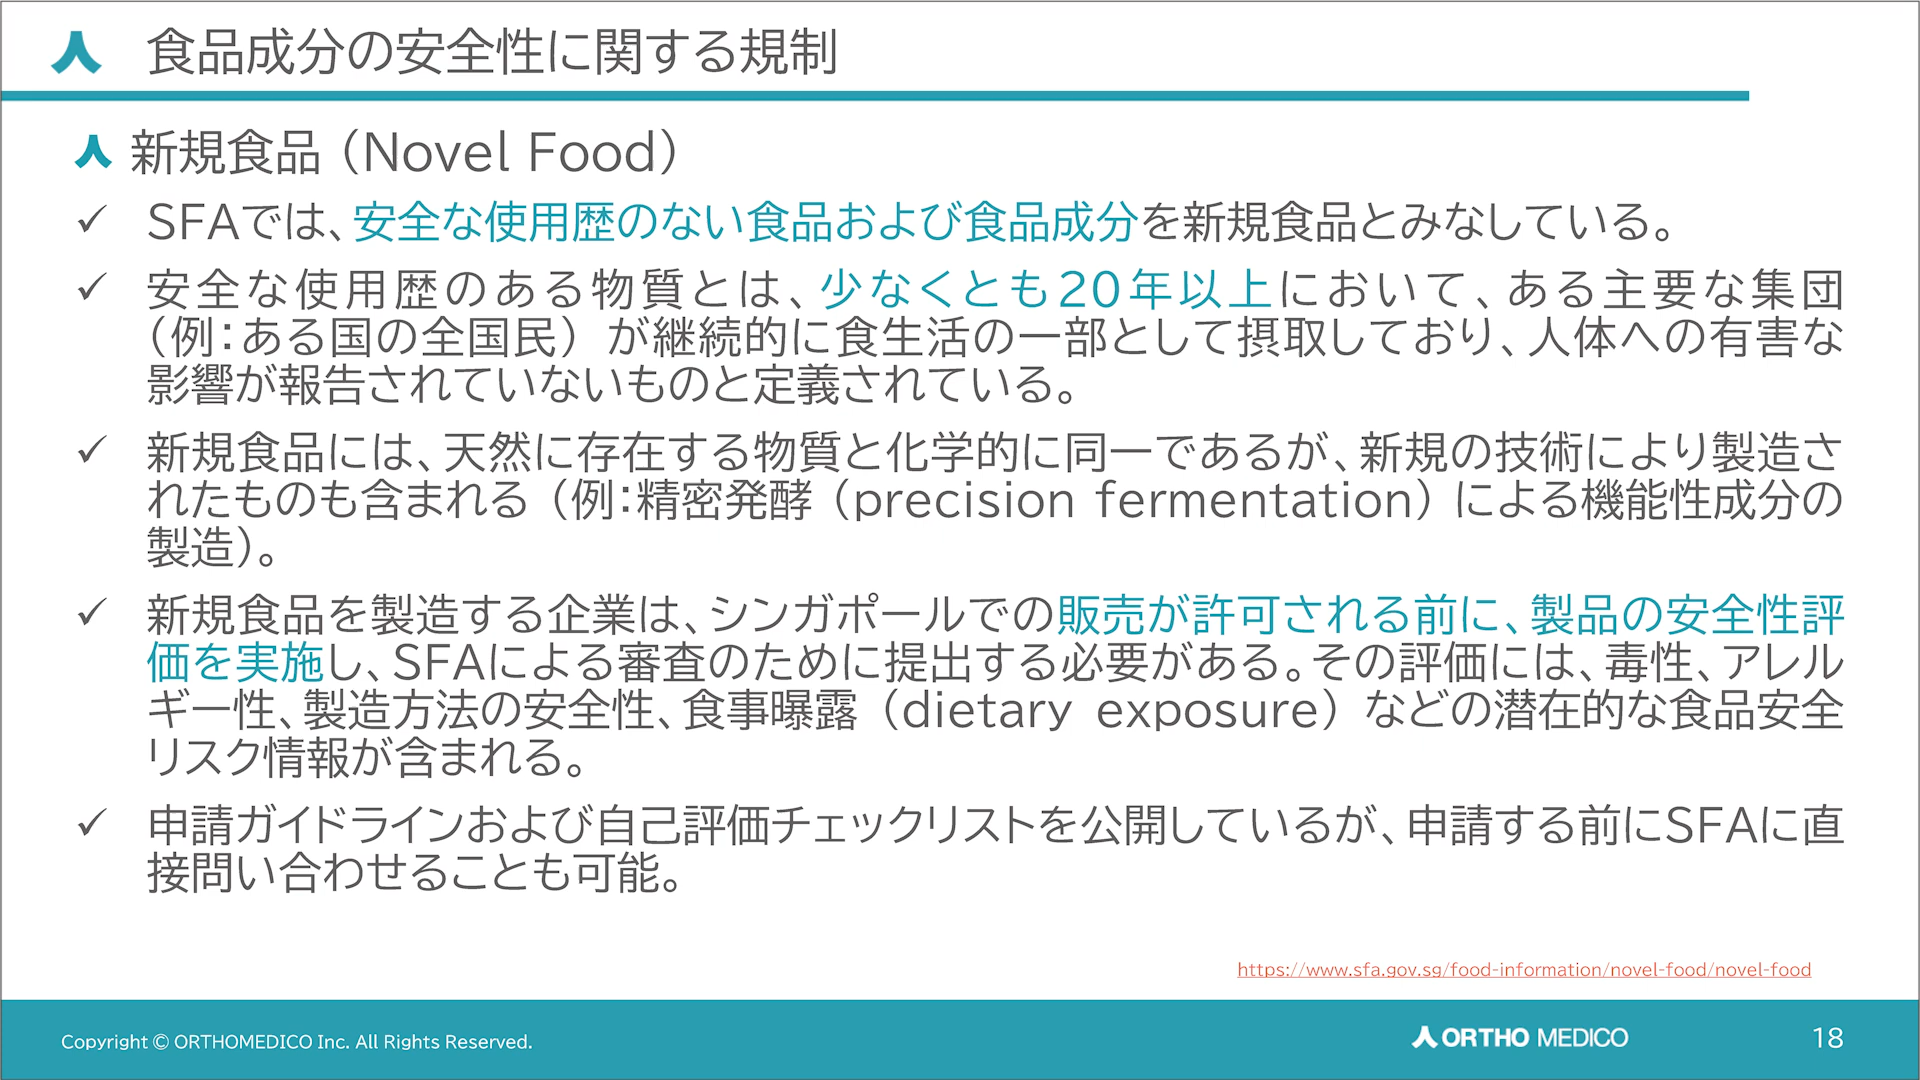 食品成分の安全性に関する規制
新規食品（Novel Food）
✓ SFAでは、安全な使用歴のない食品および食品成分を新規食品とみなしている。
✓ 安全な使用歴のある物質とは、少なくとも20年以上において、ある主要な集団
（例：ある国の全国民）が継続的に食生活の一部として摂取しており、人体への有害な
影響が報告されていないものと定義されている。
✓ 新規食品には、天然に存在する物質と化学的に同一であるが、新規の技術により製造さ
れたものも含まれる（例：精密発酵（precision fermentation）による機能性成分の
製造）。
✓ 新規食品を製造する企業は、シンガポールでの販売が許可される前に、製品の安全性評
価を実施し、SFAによる審査のために提出する必要がある。その評価には、毒性、アレル
ギー性、製造方法の安全性、食事曝露（dietary exposure）などの潜在的な食品安全
リスク情報が含まれる。
✓ 申請ガイドラインおよび自己評価チェックリストを公開しているが、申請する前にSFAに直
接問い合わせることも可能。
https://www.sfa.gov.sg/food-information/novel-food/novel-food
Copyright © ORTHOMEDICO Inc. All Rights Reserved.
ORTHO MEDICO
18